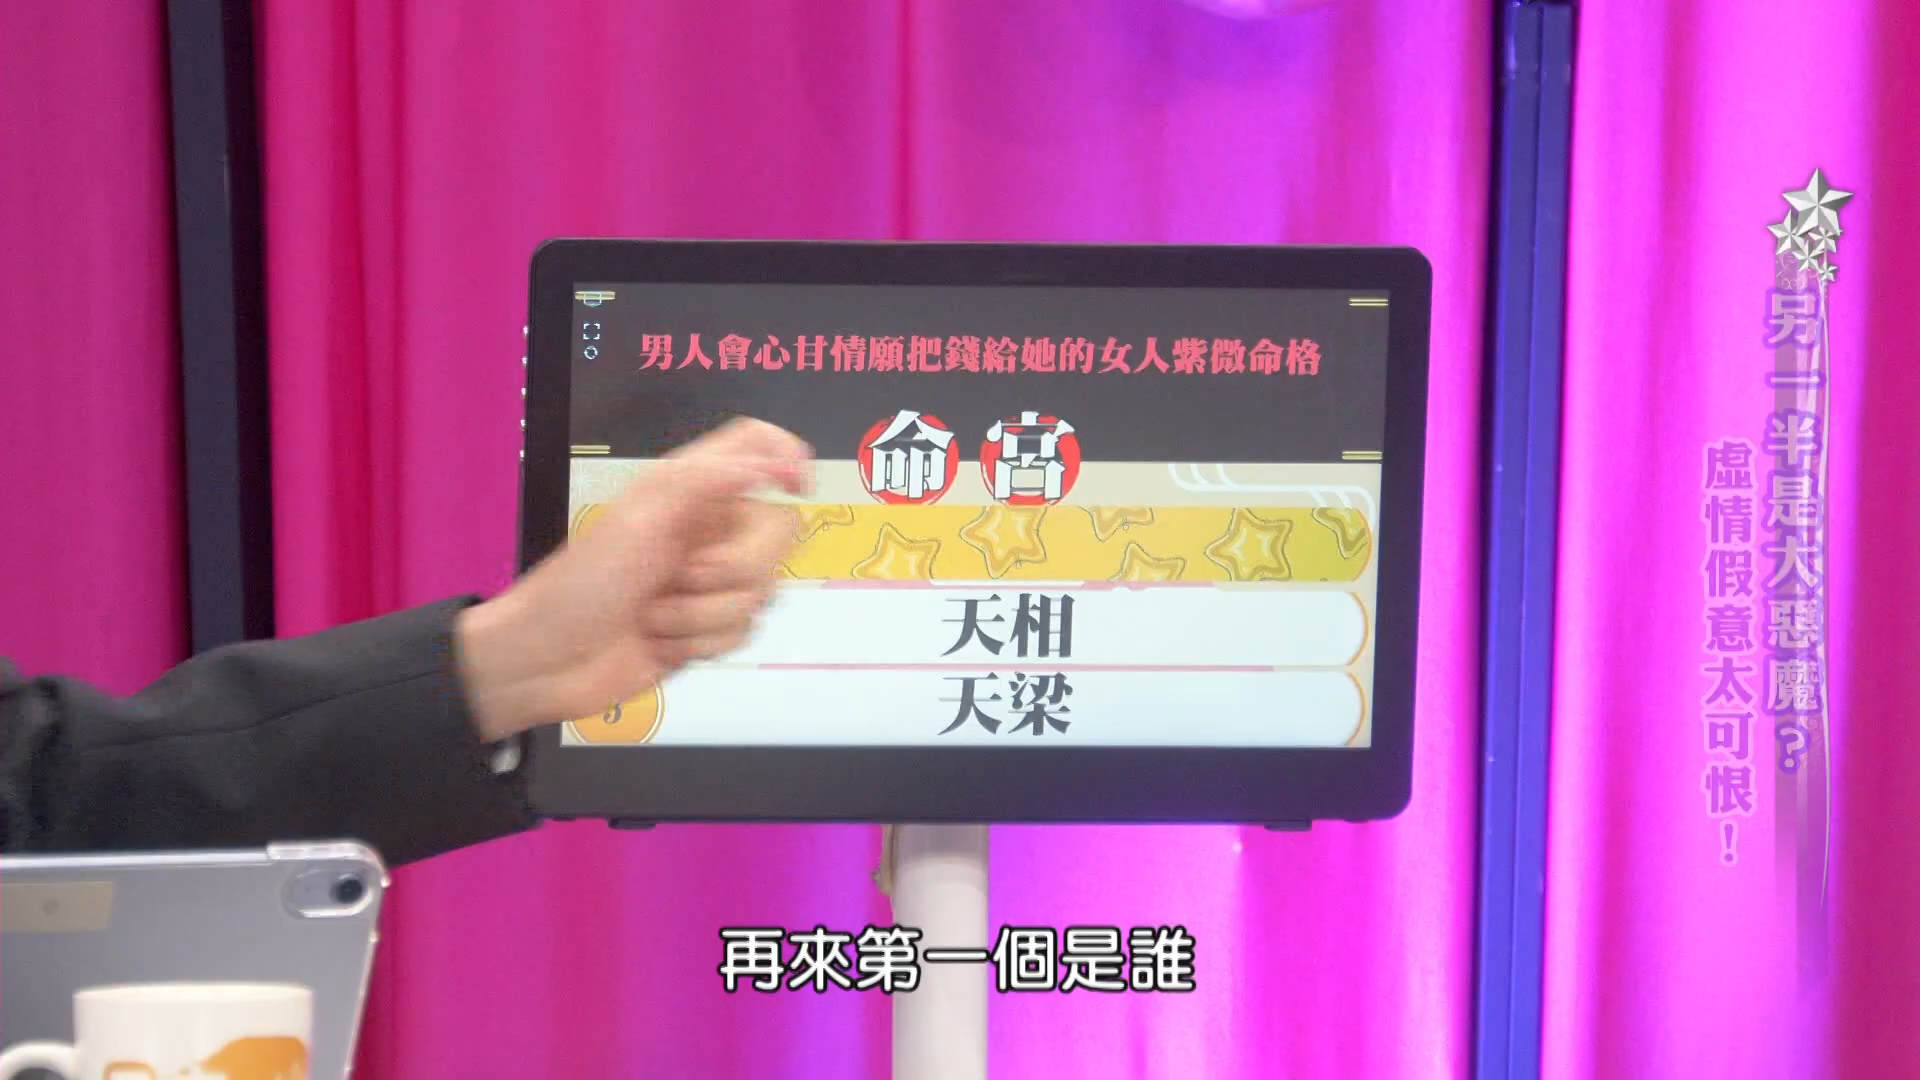 男人會心甘情願把錢給她的女人紫微命格
命宮
天相
3
天梁
另一半是大惡魔?
虛情假意太可恨!
再來第一個是誰